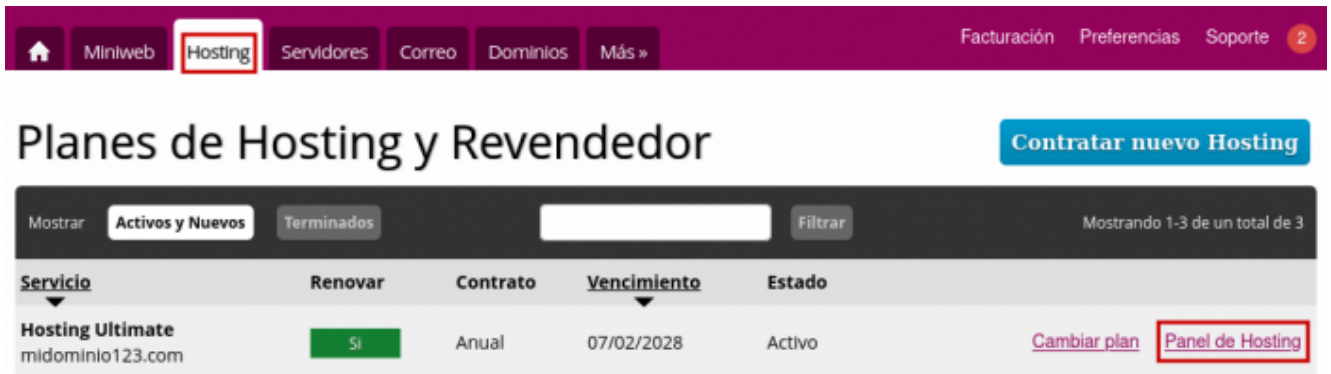 Miniweb Hosting Servidores Correo Dominios Más » Facturación Preferencias Soporte 2
Planes de Hosting y Revendedor Contratar nuevo Hosting
Mostrar Activos y Nuevos Terminados Filtrar Mostrando 1-3 de un total de 3
Servicio Renovar Contrato Vencimiento Estado
Hosting Ultimate
midominio123.com Si Anual 07/02/2028 Activo Cambiar plan Panel de Hosting